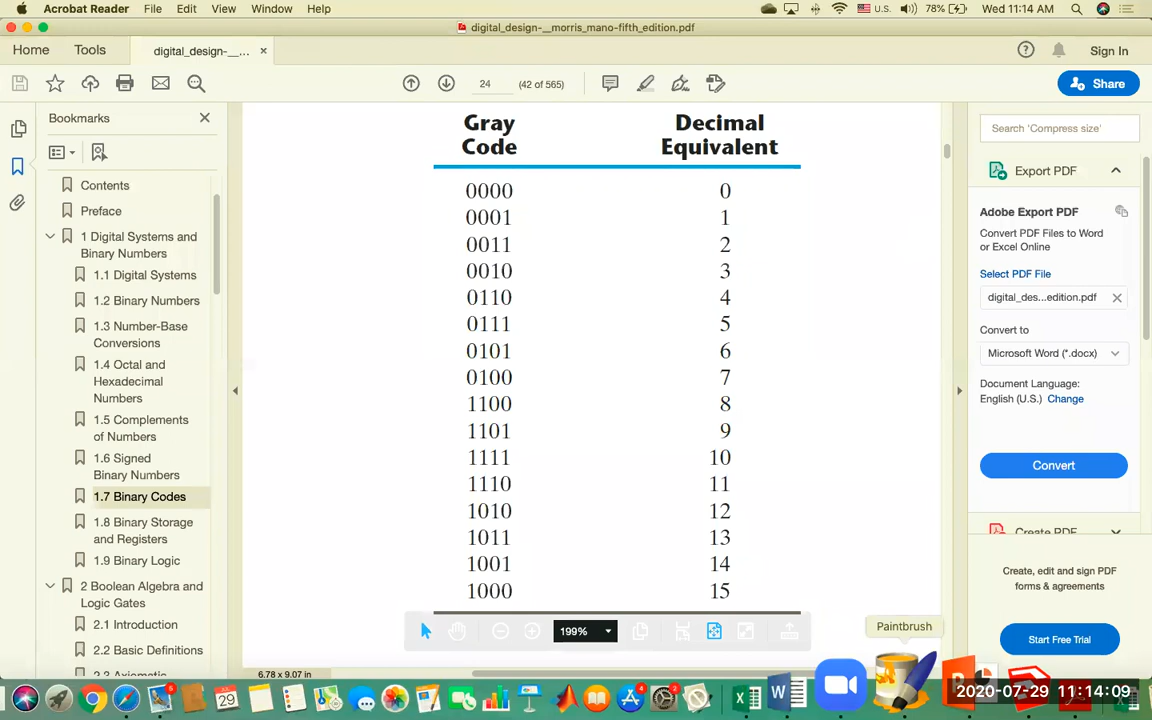 Acrobat Reader File Edit View Window Help U.S. 78% Wed 11:14 AM
digital_design-__morris_mano-fifth_edition.pdf
Home Tools digital_design-__... × Sign In
24 (42 of 565) Share
Bookmarks
Contents
Preface
1 Digital Systems and
Binary Numbers
1.1 Digital Systems
1.2 Binary Numbers
1.3 Number-Base
Conversions
1.4 Octal and
Hexadecimal
Numbers
1.5 Complements
of Numbers
1.6 Signed
Binary Numbers
1.7 Binary Codes
1.8 Binary Storage
and Registers
1.9 Binary Logic
2 Boolean Algebra and
Logic Gates
2.1 Introduction
2.2 Basic Definitions
2.3 Axiomatic
Gray Decimal
Code Equivalent
0000 0
0001 1
0011 2
0010 3
0110 4
0111 5
0101 6
0100 7
1100 8
1101 9
1111 10
1110 11
1010 12
1011 13
1001 14
1000 15
199%
6.78 x 9.07 in
Search 'Compress size'
Export PDF
Adobe Export PDF
Convert PDF Files to Word
or Excel Online
Select PDF File
digital_des...edition.pdf
Convert to
Microsoft Word (*.docx)
Document Language:
English (U.S.) Change
Convert
Create PDF
Create, edit and sign PDF
forms & agreements
Start Free Trial
Paintbrush
2020-07-29 11:14:09